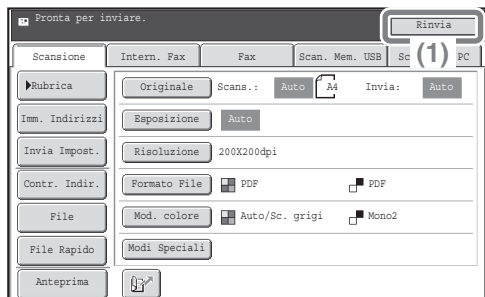 Pronta per inviare.
Rinvia
(1)
Scansione Intern. Fax Fax Scan. Mem. USB Sc PC
Rubrica Originale Scans.: Auto A4 Invia: Auto
Imm. Indirizzi Esposizione Auto
Invia Impost. Risoluzione 200X200dpi
Contr. Indir. Formato File PDF PDF
File Mod. colore Auto/Sc. grigi Mono2
File Rapido Modi Speciali
Anteprima